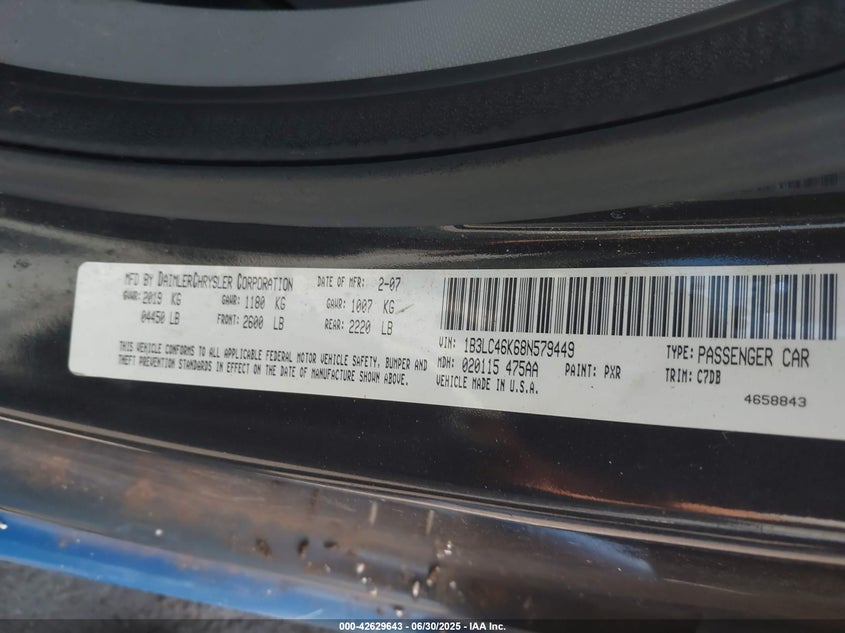 MFD BY DAIMLERCHRYSLER CORPORATION DATE OF MFR: 2-07
GVWR: 2019 KG GAWR: 1180 KG GAWR: 1007 KG
04450 LB FRONT: 2600 LB REAR: 2220 LB
THIS VEHICLE CONFORMS TO ALL APPLICABLE FEDERAL MOTOR VEHICLE SAFETY, BUMPER AND
THEFT PREVENTION STANDARDS IN EFFECT ON THE DATE OF MANUFACTURE SHOWN ABOVE.
VIN: 1B3LC46K68N579449 TYPE: PASSENGER CAR
MDH: 020115 475AA PAINT: PXR TRIM: C7DB
VEHICLE MADE IN U.S.A.
4658843
000-42629643 - 06/30/2025 - IAA Inc.